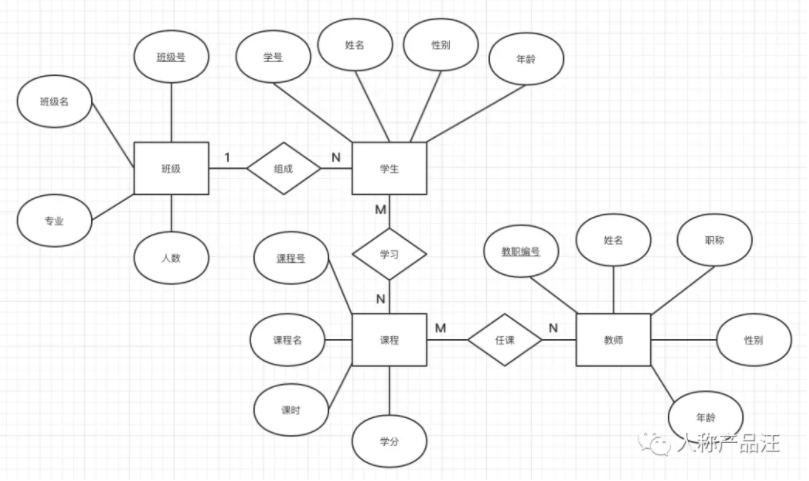 班级号
学号
姓名
性别
年龄
班级名
班级
1
组成
N
学生
专业
M
人数
课程号
学习
教职编号
姓名
职称
N
课程名
课程
M
任课
N
教师
性别
课时
学分
年龄
人称产品汪